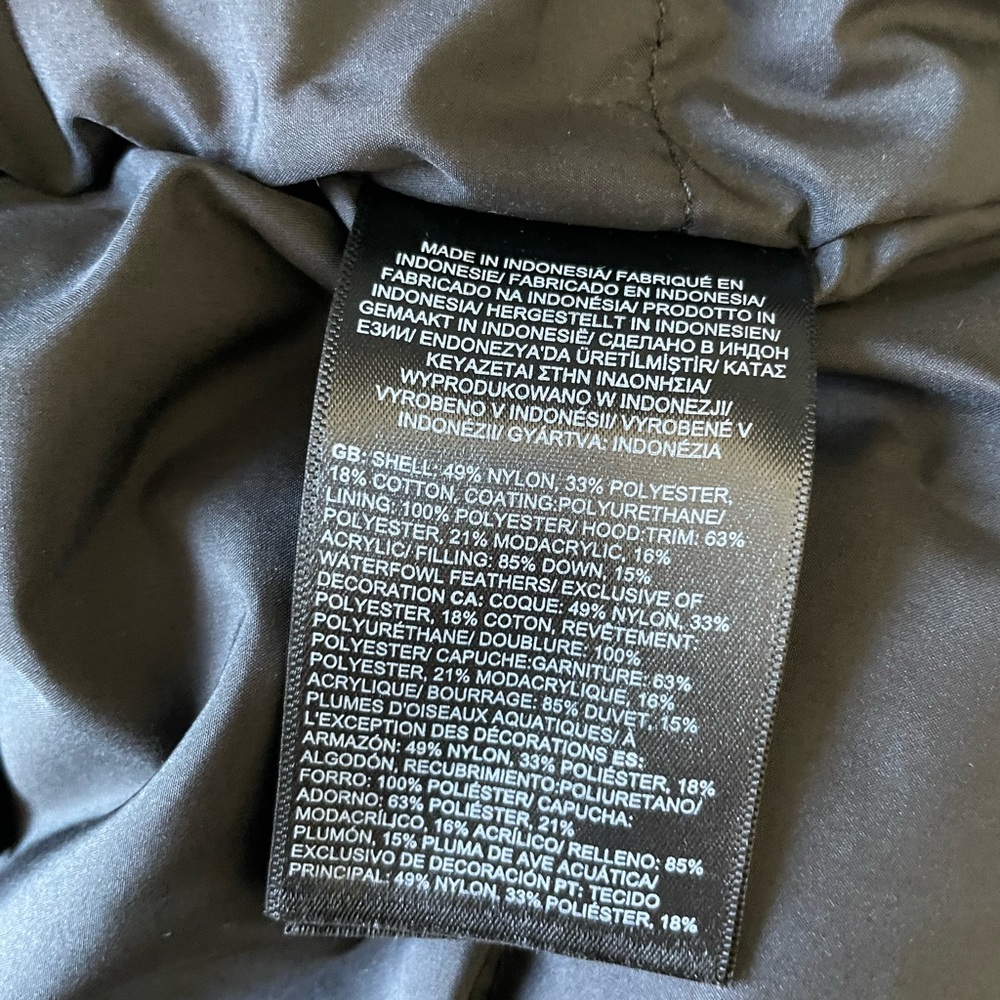 MADE IN INDONESIA/ FABRIQUÉ EN
INDONESIE/ FABRICADO EN INDONESIA/
FABRICADO NA INDONÉSIA/ PRODOTTO IN
INDONESIA/ HERGESTELLT IN INDONESIEN/
GEMAAKT IN INDONESIË/ СДЕЛАНО В ИНДОН
ЕЗИИ/ ENDONEZYA'DA ÜRETİLMİŞTİR/ ΚΑΤΑΣ
ΚΕΥΑΖΕΤΑΙ ΣΤΗΝ ΙΝΔΟΝΗΣΙΑ/
WYPRODUKOWANO W INDONEZJI/
VYROBENO V INDONÉSII/ VYROBENÉ V
INDONÉZII/ GYÁRTVA: INDONÉZIA
GB: SHELL: 49% NYLON, 33% POLYESTER,
18% COTTON, COATING:POLYURETHANE/
LINING: 100% POLYESTER/ HOOD:TRIM: 63%
POLYESTER, 21% MODACRYLIC, 16%
ACRYLIC/ FILLING: 85% DOWN, 15%
WATERFOWL FEATHERS/ EXCLUSIVE OF
DECORATION CA: COQUE: 49% NYLON, 33%
POLYESTER, 18% COTON, REVÊTEMENT:
POLYURÉTHANE/ DOUBLURE: 100%
POLYESTER/ CAPUCHE:GARNITURE: 63%
POLYESTER, 21% MODACRYLIQUE, 16%
ACRYLIQUE/ BOURRAGE: 85% DUVET, 15%
PLUMES D'OISEAUX AQUATIQUES/ À
L'EXCEPTION DES DÉCORATIONS ES:
ARMAZÓN: 49% NYLON, 33% POLIÉSTER, 18%
ALGODÓN, RECUBRIMIENTO:POLIURETANO/
FORRO: 100% POLIÉSTER/ CAPUCHA:
ADORNO: 63% POLIÉSTER, 21%
MODACRÍLICO, 16% ACRÍLICO/ RELLENO: 85%
PLUMÓN, 15% PLUMA DE AVE ACUÁTICA/
EXCLUSIVO DE DECORACIÓN PT: TECIDO
PRINCIPAL: 49% NYLON, 33% POLIÉSTER, 18%